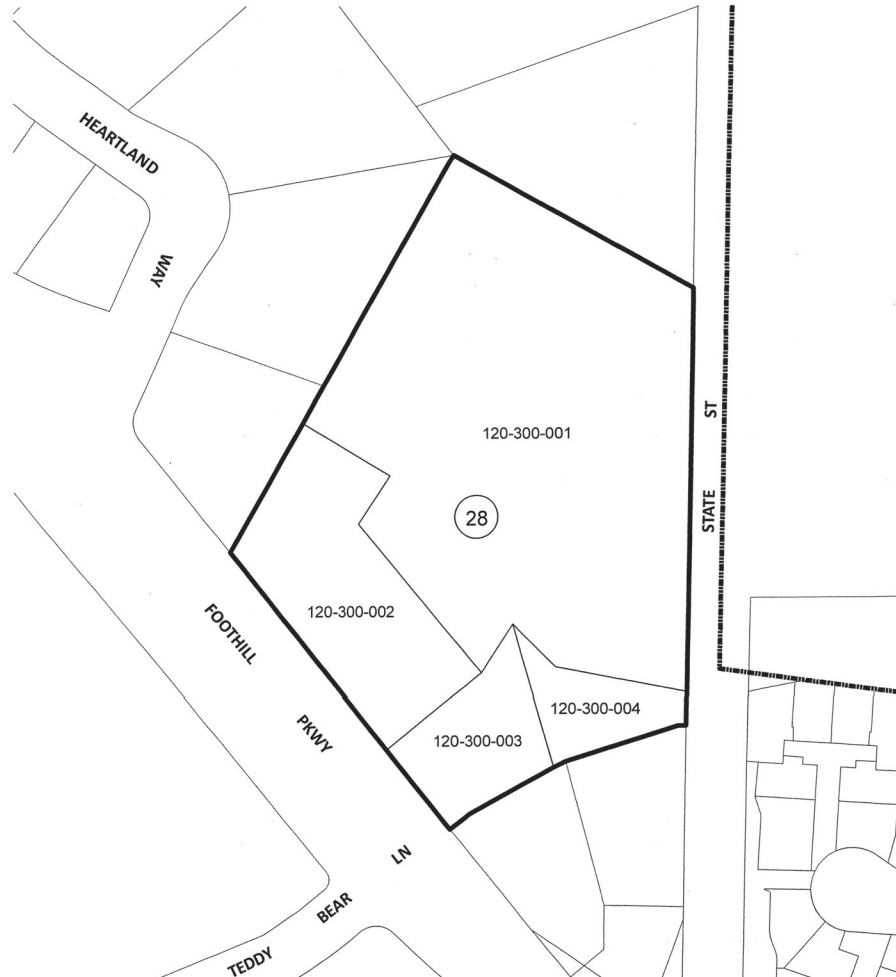 HEARTLAND
WAY
120-300-001
STATE ST
28
120-300-002
FOOTHILL PKWY
120-300-003
120-300-004
TEDDY BEAR LN